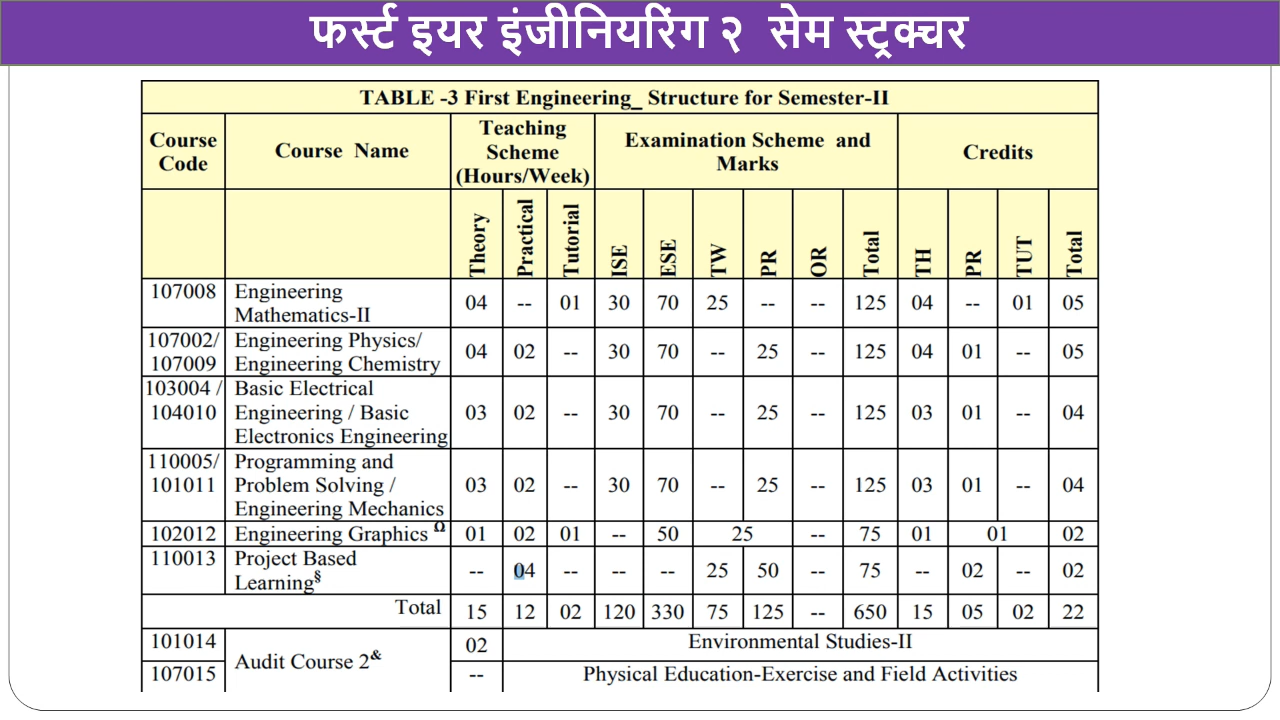 फर्स्ट इयर इंजीनियरिंग २ सेम स्ट्रक्चर
TABLE -3 First Engineering_ Structure for Semester-II
Course Code Course Name Teaching Scheme (Hours/Week) Examination Scheme and Marks Credits
Theory Practical Tutorial ISE ESE TW PR OR Total TH PR TUT Total
107008 Engineering Mathematics-II 04 -- 01 30 70 25 -- -- 125 04 -- 01 05
107002/ 107009 Engineering Physics/ Engineering Chemistry 04 02 -- 30 70 -- 25 -- 125 04 01 -- 05
103004 / 104010 Basic Electrical Engineering / Basic Electronics Engineering 03 02 -- 30 70 -- 25 -- 125 03 01 -- 04
110005/ 101011 Programming and Problem Solving / Engineering Mechanics 03 02 -- 30 70 -- 25 -- 125 03 01 -- 04
102012 Engineering Graphics Ω 01 02 01 -- 50 25 -- 75 01 01 02
110013 Project Based Learning§ -- 04 -- -- -- 25 50 -- 75 -- 02 -- 02
Total 15 12 02 120 330 75 125 -- 650 15 05 02 22
101014 Audit Course 2& 02 Environmental Studies-II
107015 -- Physical Education-Exercise and Field Activities